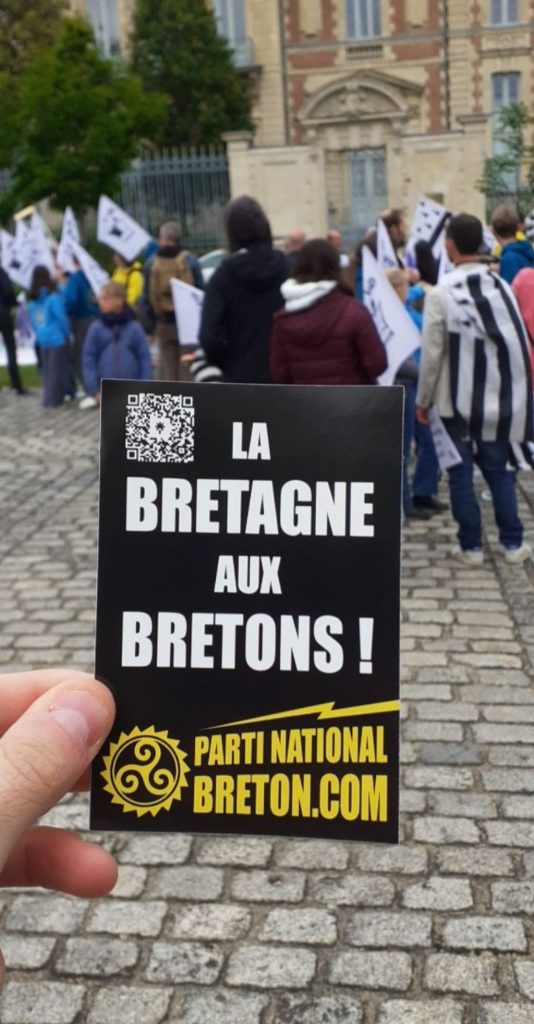 LA
BRETAGNE
AUX
BRETONS !
PARTI NATIONAL
BRETON.COM